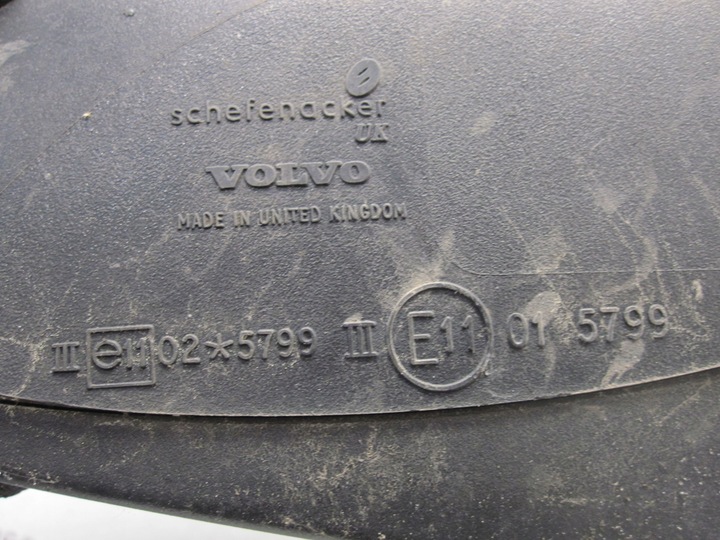 schefenacker
UK
VOLVO
MADE IN UNITED KINGDOM
III e11 02*5799 III E11 01 5799